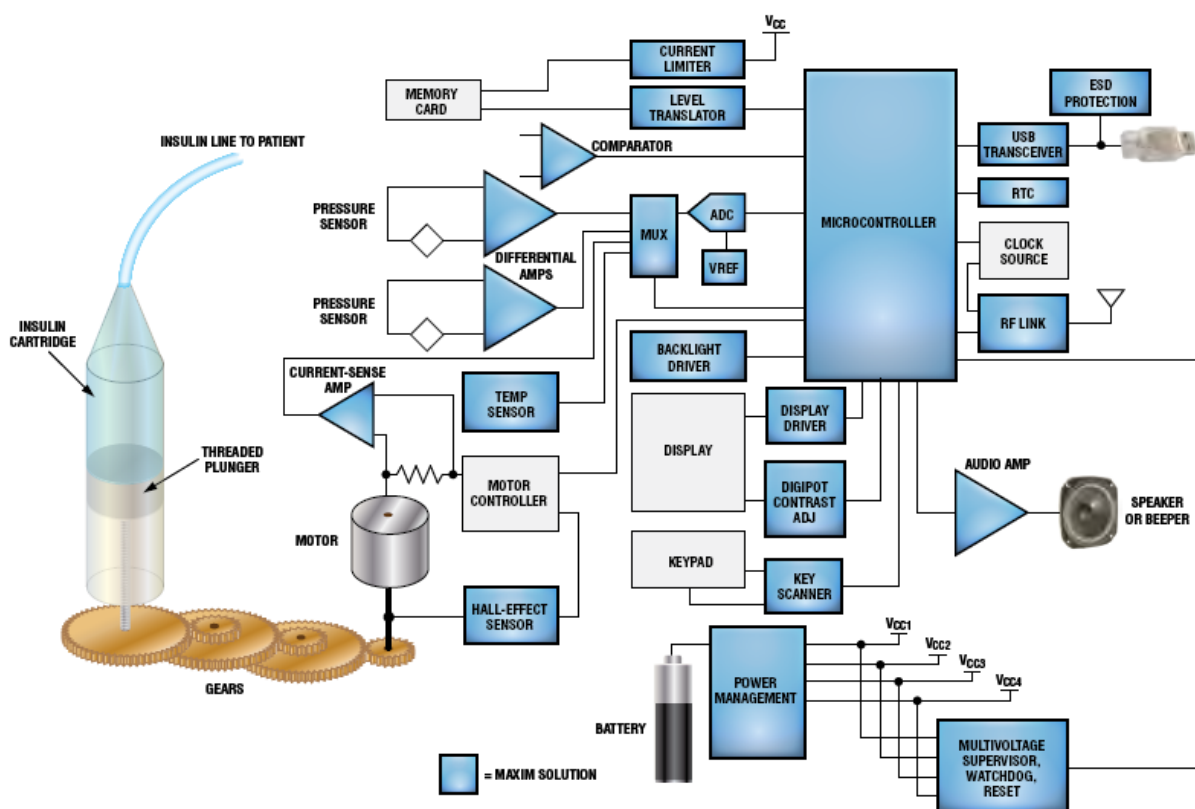 VCC
CURRENT
LIMITER
MEMORY
CARD
LEVEL
TRANSLATOR
ESD
PROTECTION
USB
TRANSCEIVER
INSULIN LINE TO PATIENT
COMPARATOR
RTC
PRESSURE
SENSOR
MUX
ADC
MICROCONTROLLER
CLOCK
SOURCE
VREF
DIFFERENTIAL
AMPS
PRESSURE
SENSOR
RF LINK
INSULIN
CARTRIDGE
BACKLIGHT
DRIVER
CURRENT-SENSE
AMP
TEMP
SENSOR
DISPLAY
DRIVER
THREADED
PLUNGER
DISPLAY
MOTOR
CONTROLLER
DIGIPOT
CONTRAST
ADJ
AUDIO AMP
SPEAKER
OR BEEPER
MOTOR
KEYPAD
KEY
SCANNER
HALL-EFFECT
SENSOR
GEARS
VCC1
VCC2
VCC3
VCC4
POWER
MANAGEMENT
BATTERY
MULTIVOLTAGE
SUPERVISOR,
WATCHDOG,
RESET
= MAXIM SOLUTION